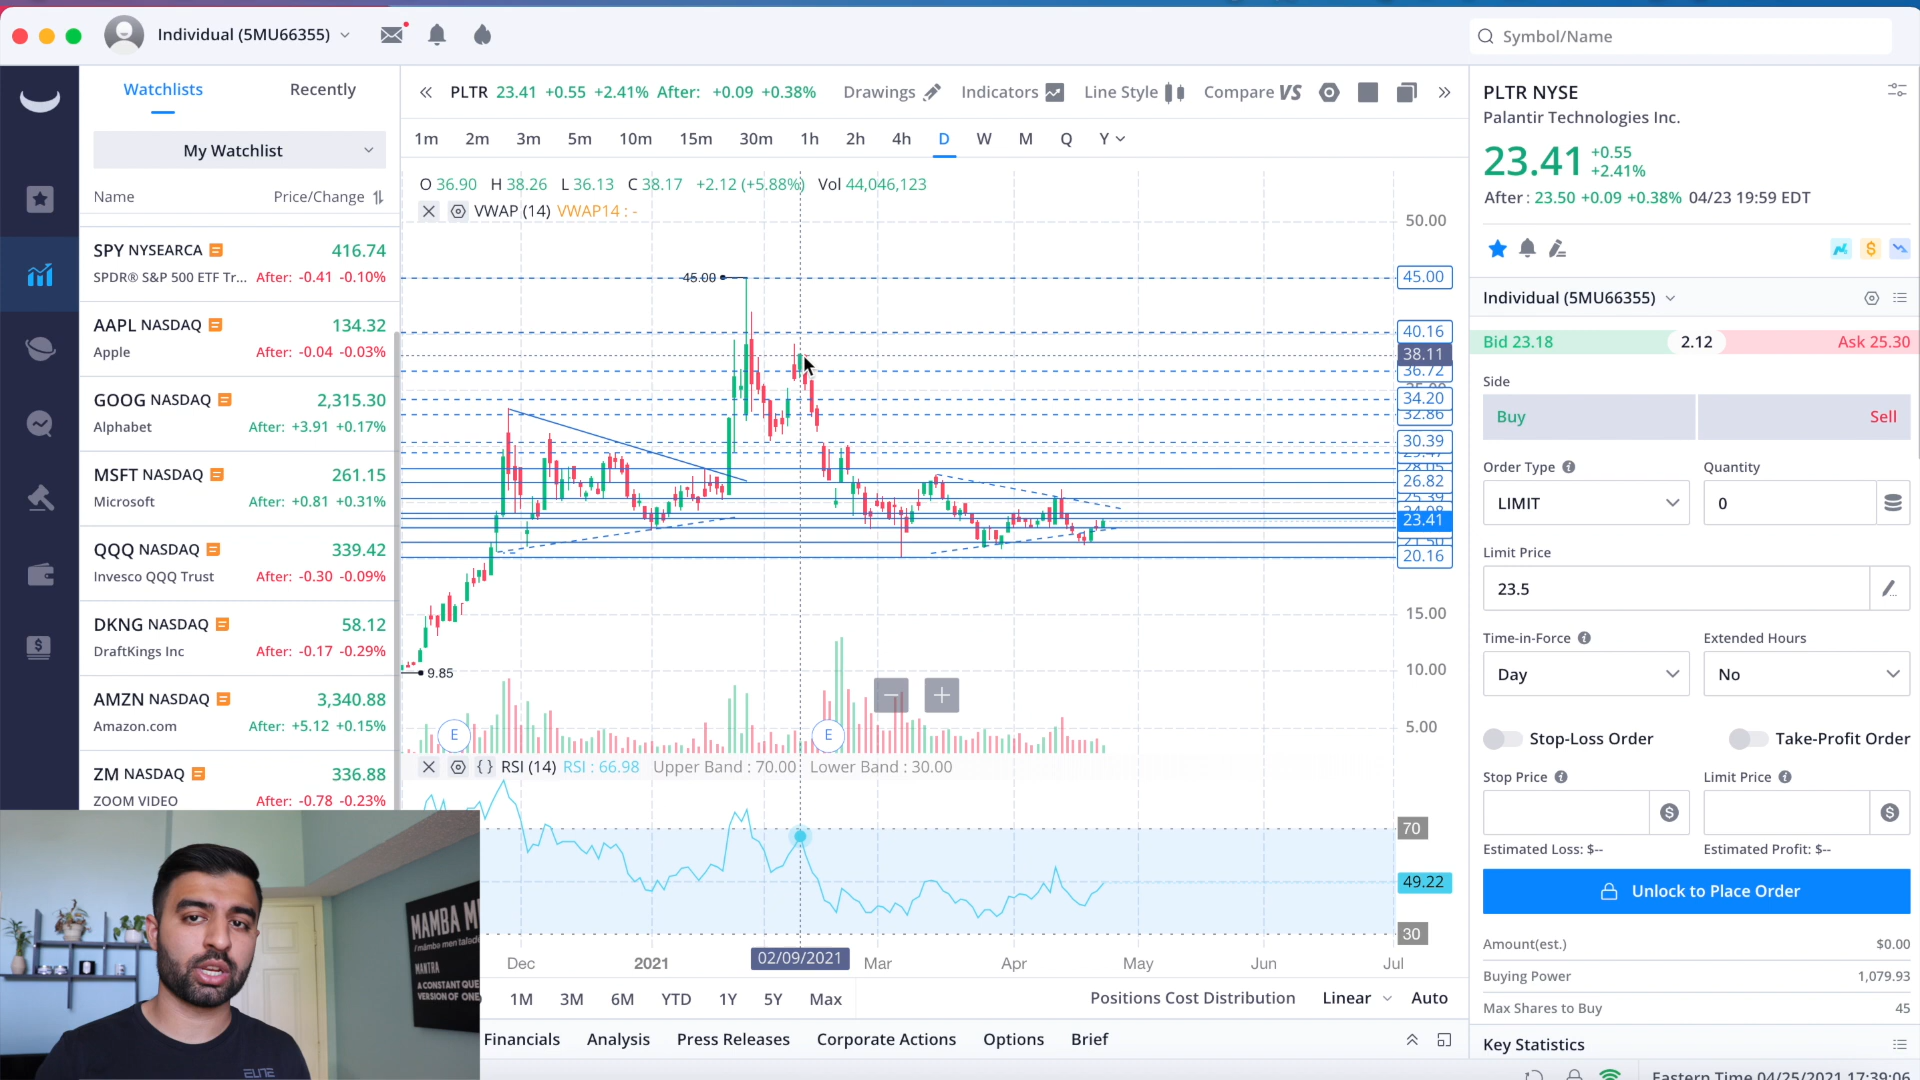 Individual (5MU66355)
Symbol/Name
Watchlists Recently
My Watchlist
Name Price/Change
SPY NYSEARCA 416.74
SPDR® S&P 500 ETF Tr... After: -0.41 -0.10%
AAPL NASDAQ 134.32
Apple After: -0.04 -0.03%
GOOG NASDAQ 2,315.30
Alphabet After: +3.91 +0.17%
MSFT NASDAQ 261.15
Microsoft After: +0.81 +0.31%
QQQ NASDAQ 339.42
Invesco QQQ Trust After: -0.30 -0.09%
DKNG NASDAQ 58.12
DraftKings Inc After: -0.17 -0.29%
AMZN NASDAQ 3,340.88
Amazon.com After: +5.12 +0.15%
ZM NASDAQ 336.88
ZOOM VIDEO After: -0.78 -0.23%
PLTR 23.41 +0.55 +2.41% After: +0.09 +0.38% Drawings Indicators Line Style Compare VS
1m 2m 3m 5m 10m 15m 30m 1h 2h 4h D W M Q Y
O 36.90 H 38.26 L 36.13 C 38.17 +2.12 (+5.88%) Vol 44,046,123
VWAP (14) VWAP14 : -
50.00
45.00 45.00
40.16
38.11
36.72
35.00
34.20
32.86
30.39
28.05
26.82
25.39
23.41
21.50
20.16
15.00
10.00
9.85
5.00
E E
RSI (14) RSI : 66.98 Upper Band : 70.00 Lower Band : 30.00
70
49.22
30
Dec 2021 02/09/2021 Mar Apr May Jun Jul
1M 3M 6M YTD 1Y 5Y Max Positions Cost Distribution Linear Auto
Financials Analysis Press Releases Corporate Actions Options Brief
PLTR NYSE
Palantir Technologies Inc.
23.41 +0.55
+2.41%
After : 23.50 +0.09 +0.38% 04/23 19:59 EDT
Individual (5MU66355)
Bid 23.18 2.12 Ask 25.30
Side
Buy Sell
Order Type Quantity
LIMIT 0
Limit Price
23.5
Time-in-Force Extended Hours
Day No
Stop-Loss Order Take-Profit Order
Stop Price Limit Price
Estimated Loss: $-- Estimated Profit: $--
Unlock to Place Order
Amount(est.) $0.00
Buying Power 1,079.93
Max Shares to Buy 45
Key Statistics
Eastern Time 04/25/2021 17:39:06
MAMBA
MANTRA
A CONSTANT
VERSION OF
ELITE